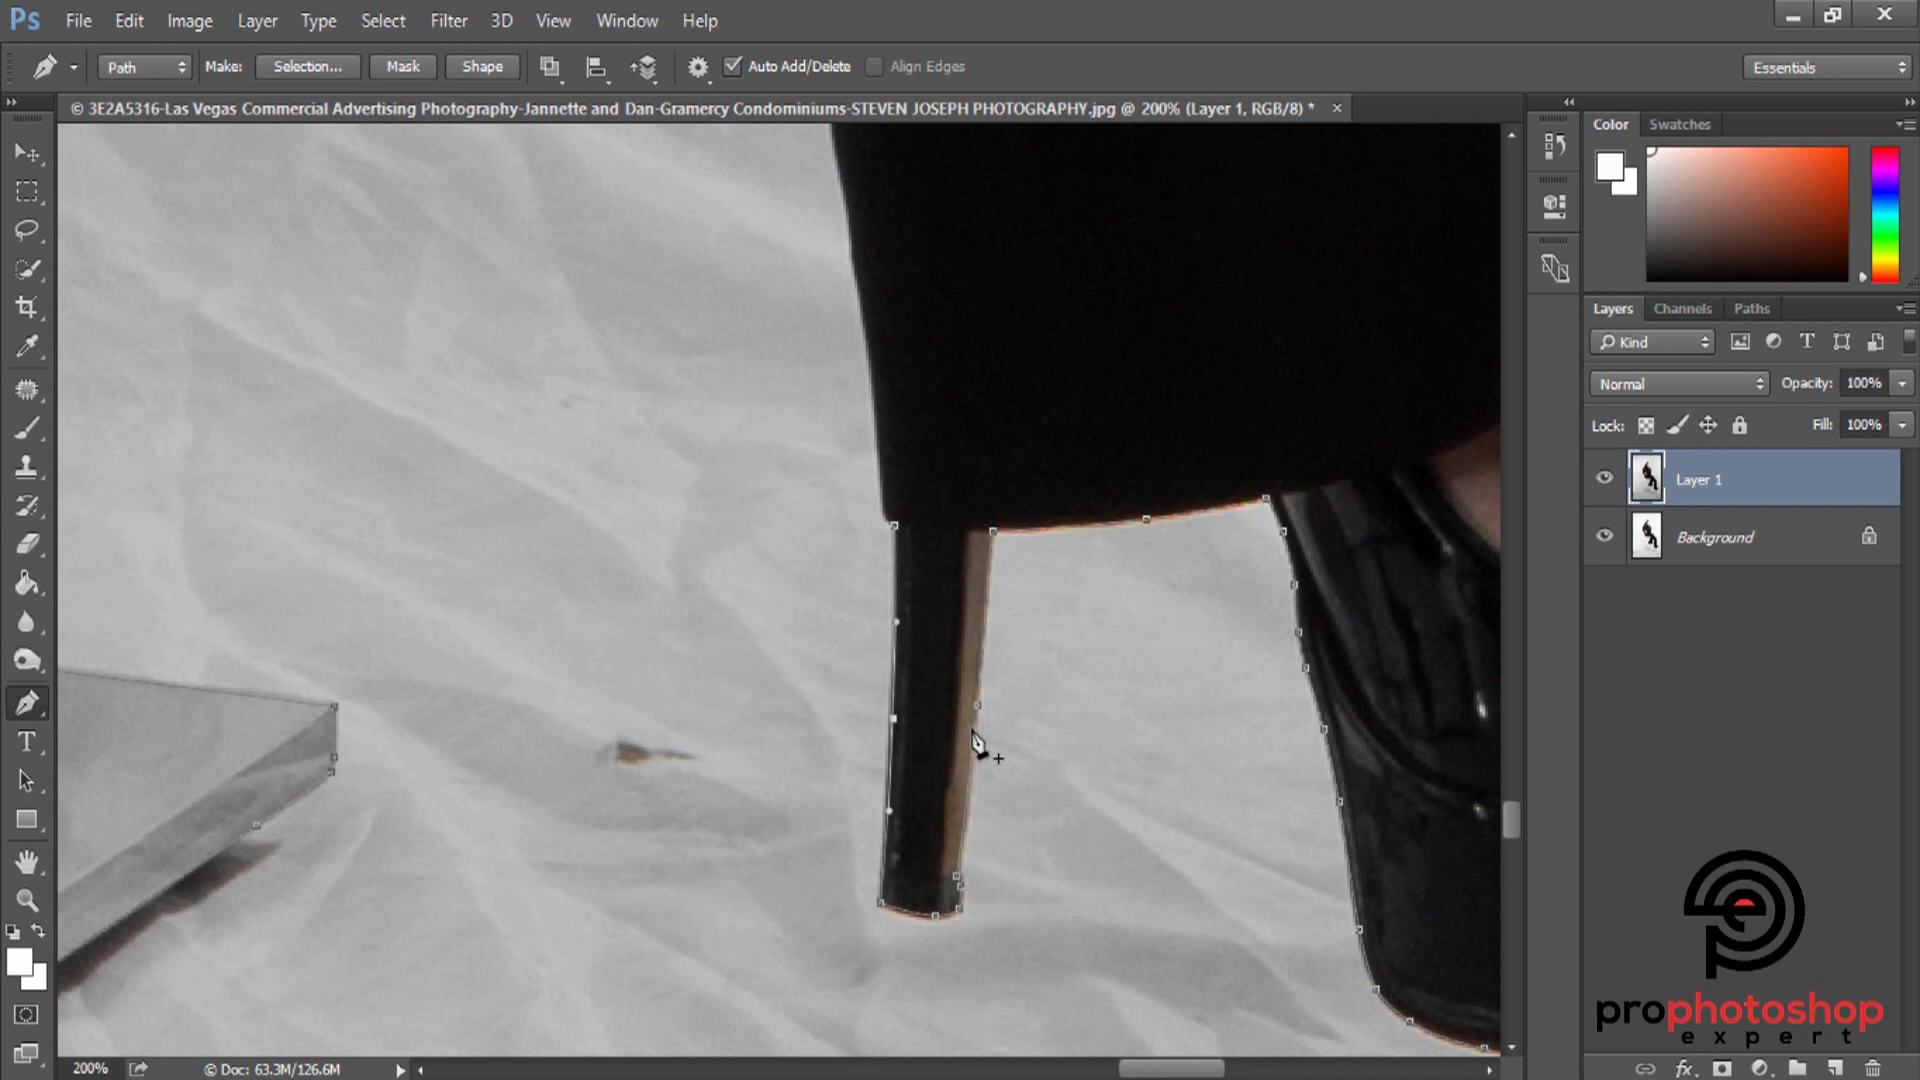 Ps File Edit Image Layer Type Select Filter 3D View Window Help
Path Make: Selection... Mask Shape Auto Add/Delete Align Edges Essentials
© 3E2A5316-Las Vegas Commercial Advertising Photography-Jannette and Dan-Gramercy Condominiums-STEVEN JOSEPH PHOTOGRAPHY.jpg @ 200% (Layer 1, RGB/8) *
Color Swatches
Layers Channels Paths
Kind
Normal Opacity: 100%
Lock: Fill: 100%
Layer 1
Background
prophotoshop
expert
200% © Doc: 63.3M/126.6M